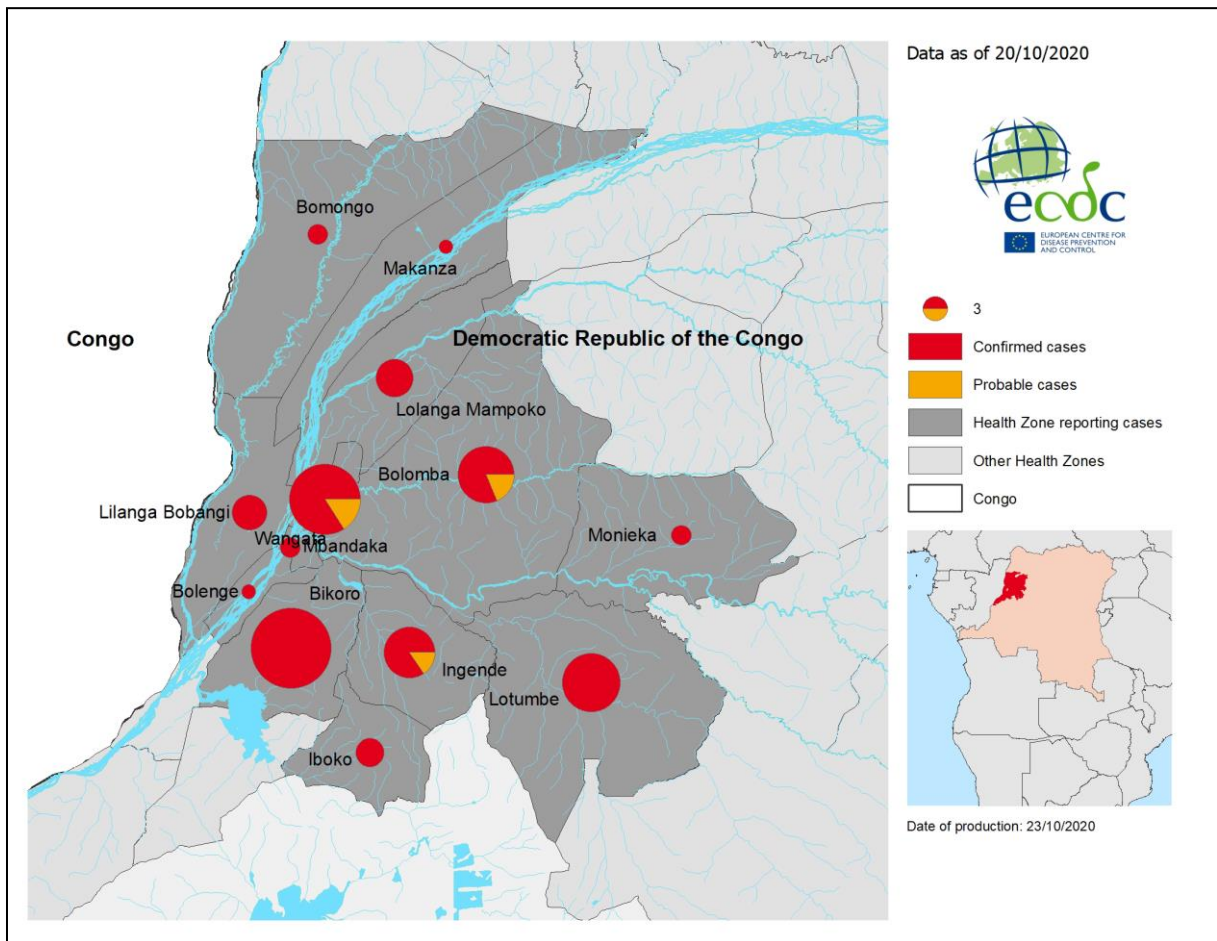 Data as of 20/10/2020
ecdc
EUROPEAN CENTRE FOR
DISEASE PREVENTION
AND CONTROL
Bomongo
Makanza
Congo
Democratic Republic of the Congo
Lolanga Mampoko
Bolomba
Lilanga Bobangi
Wangata
Mbandaka
Monieka
Bolenge
Bikoro
Ingende
Lotumbe
Iboko
3
Confirmed cases
Probable cases
Health Zone reporting cases
Other Health Zones
Congo
Date of production: 23/10/2020